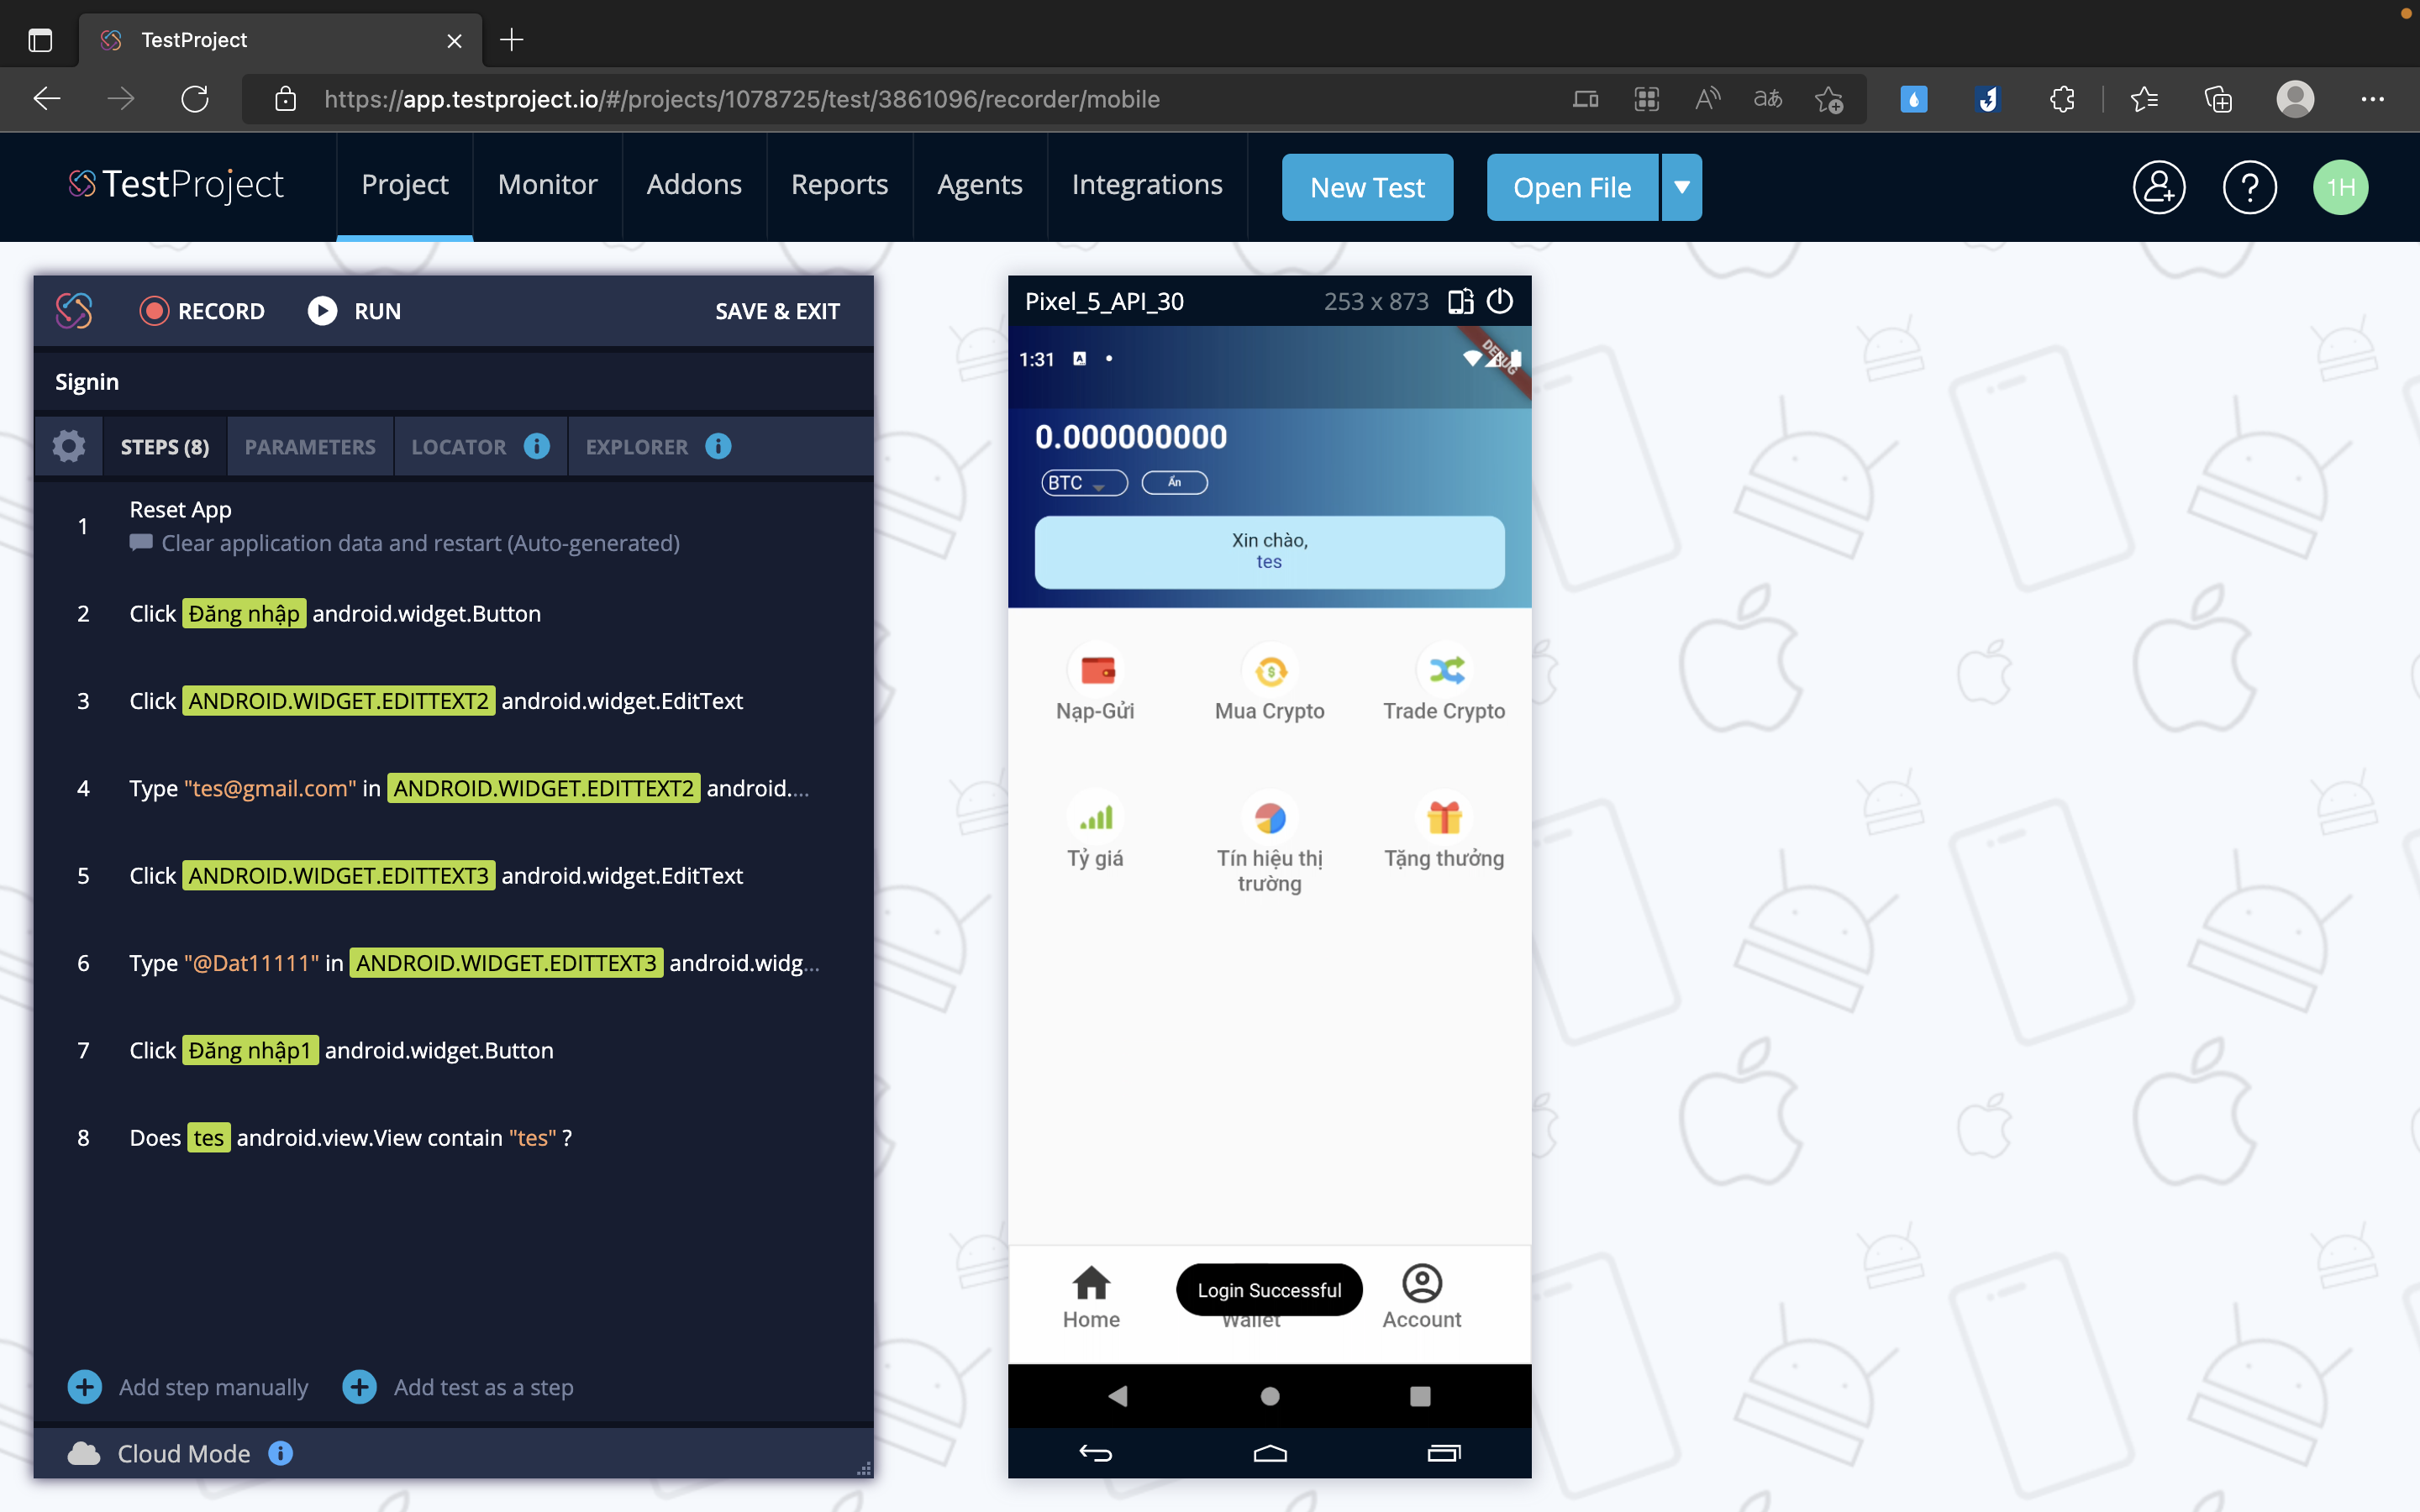 TestProject
https://app.testproject.io/#/projects/1078725/test/3861096/recorder/mobile
TestProject
Project
Monitor
Addons
Reports
Agents
Integrations
New Test
Open File
1H
RECORD
RUN
SAVE & EXIT
Signin
STEPS (8)
PARAMETERS
LOCATOR
EXPLORER
1
Reset App
Clear application data and restart (Auto-generated)
2
Click Đăng nhập android.widget.Button
3
Click ANDROID.WIDGET.EDITTEXT2 android.widget.EditText
4
Type "tes@gmail.com" in ANDROID.WIDGET.EDITTEXT2 android....
5
Click ANDROID.WIDGET.EDITTEXT3 android.widget.EditText
6
Type "@Dat11111" in ANDROID.WIDGET.EDITTEXT3 android.widg...
7
Click Đăng nhập1 android.widget.Button
8
Does tes android.view.View contain "tes" ?
Add step manually
Add test as a step
Cloud Mode
Pixel_5_API_30
253 x 873
1:31
DEBUG
0.000000000
BTC
Ẩn
Xin chào,
tes
Nạp-Gửi
Mua Crypto
Trade Crypto
Tỷ giá
Tín hiệu thị
trường
Tặng thưởng
Home
Login Successful
Wallet
Account